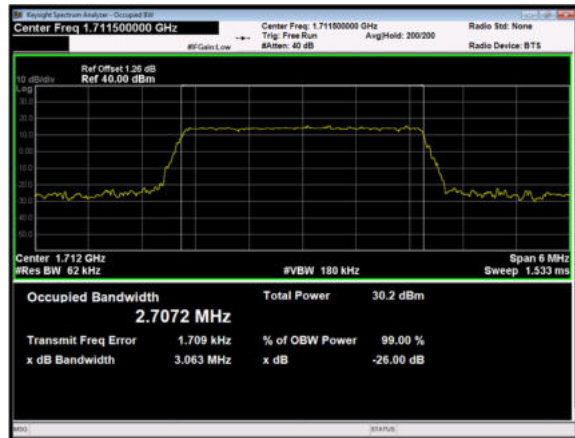 Keysight Spectrum Analyzer - Occupied BW
Center Freq 1.711500000 GHz
Center Freq: 1.711500000 GHz
Radio Std: None
Trig: Free Run
Avg|Hold: 200/200
#IFGain:Low
#Atten: 40 dB
Radio Device: BTS
Ref Offset 1.26 dB
10 dB/div
Ref 40.00 dBm
Log
30.0
20.0
10.0
0.00
-10.0
-20.0
-30.0
-40.0
-50.0
Center 1.712 GHz
Span 6 MHz
#Res BW 62 kHz
#VBW 180 kHz
Sweep 1.533 ms
Occupied Bandwidth
Total Power 30.2 dBm
2.7072 MHz
Transmit Freq Error 1.709 kHz
% of OBW Power 99.00 %
x dB Bandwidth 3.063 MHz
x dB -26.00 dB
MSG
STATUS